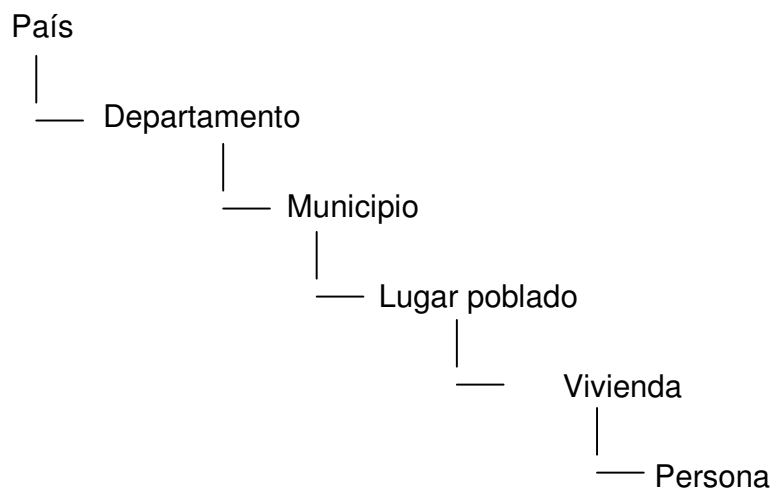 País
Departamento
Municipio
Lugar poblado
Vivienda
Persona